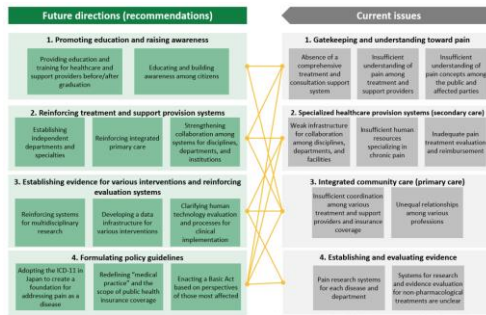 Future directions (recommendations)
1. Promoting education and raising awareness
Providing education and
training for healthcare and
support providers before/after
graduation
Educating and building
awareness among citizens
2. Reinforcing treatment and support provision systems
Establishing
independent
departments and
specialties
Reinforcing integrated
primary care
Strengthening
collaboration among
systems for disciplines,
departments, and
institutions
3. Establishing evidence for various interventions and reinforcing
evaluation systems
Reinforcing systems
for multidisciplinary
research
Developing a data
infrastructure for
various interventions
Clarifying human
technology evaluation
and processes for
clinical implementation
4. Formulating policy guidelines
Adopting the ICD-11 in
Japan to create a
foundation for
addressing pain as a
disease
Redefining "medical
practice" and the
scope of public health
insurance coverage
Enacting a Basic Act
based on perspectives
of those most affected
Current issues
1. Gatekeeping and understanding toward pain
Absence of a
comprehensive
treatment and
consultation support
system
Insufficient
understanding of
pain among
treatment and
support providers
Insufficient
understanding of
pain concepts among
the public and
affected parties
2. Specialized healthcare provision systems (secondary care)
Weak infrastructure
for collaboration
among disciplines,
departments, and
facilities
Insufficient human
resources
specializing in
chronic pain
Inadequate pain
treatment evaluation
and reimbursement
3. Integrated community care (primary care)
Insufficient coordination
among various
treatment and support
providers and insurance
coverage
Unequal relationships
among various
professions
4. Establishing and evaluating evidence
Pain research systems
for each disease and
department
Systems for research
and evidence evaluation
for non-pharmacological
treatments are unclear